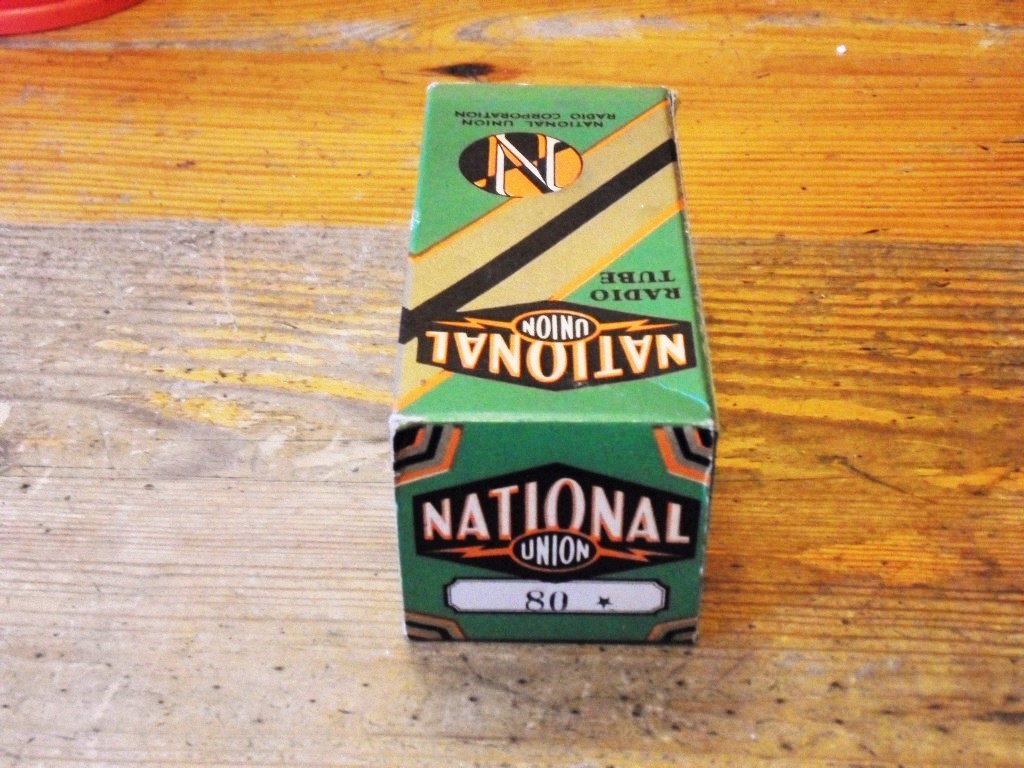 NATIONAL UNION
RADIO CORPORATION
N
RADIO
TUBE
NATIONAL
UNION
NATIONAL
UNION
80 ★